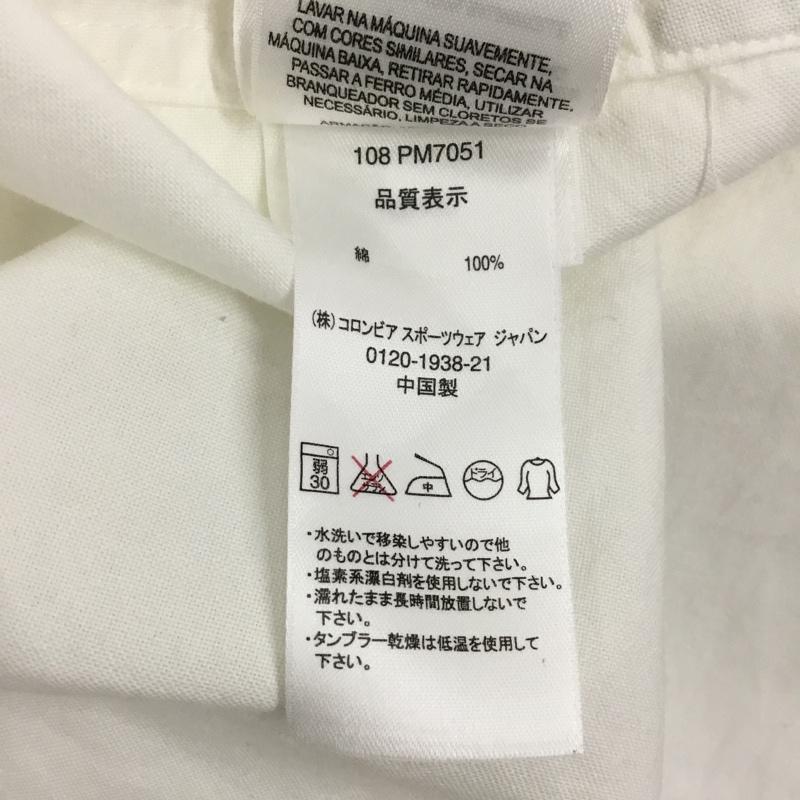 LAVAR NA MÁQUINA SUAVEMENTE,
COM CORES SIMILARES, SECAR NA
MÁQUINA BAIXA, RETIRAR RAPIDAMENTE,
PASSAR A FERRO MÉDIA, UTILIZAR
BRANQUEADOR SEM CLORETOS SE
NECESSÁRIO, LIMPEZA A SECO
108 PM7051
品質表示
綿 100%
(株)コロンビア スポーツウェア ジャパン
0120-1938-21
中国製
弱 30 エンソ サラシ 中 ドライ
・水洗いで移染しやすいので他
のものとは分けて洗って下さい。
・塩素系漂白剤を使用しないで下さい。
・濡れたまま長時間放置しないで
下さい。
・タンブラー乾燥は低温を使用して
下さい。